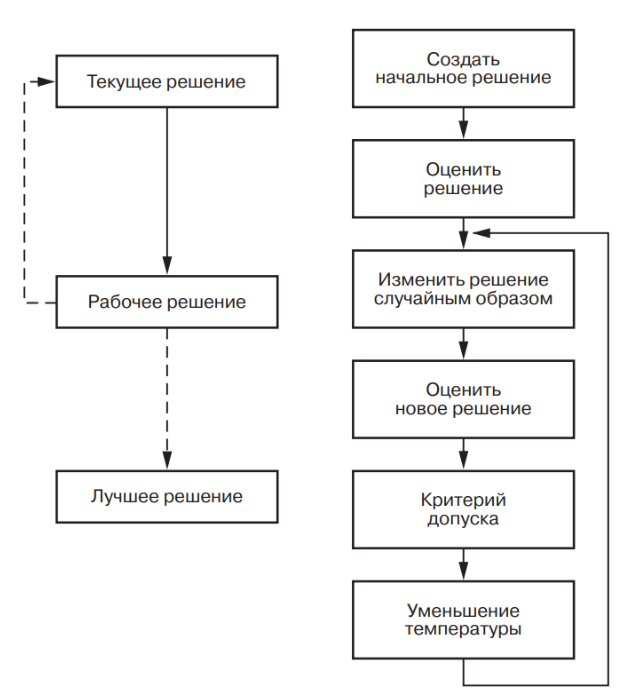 Текущее решение
Рабочее решение
Лучшее решение
Создать
начальное решение
Оценить
решение
Изменить решение
случайным образом
Оценить
новое решение
Критерий
допуска
Уменьшение
температуры